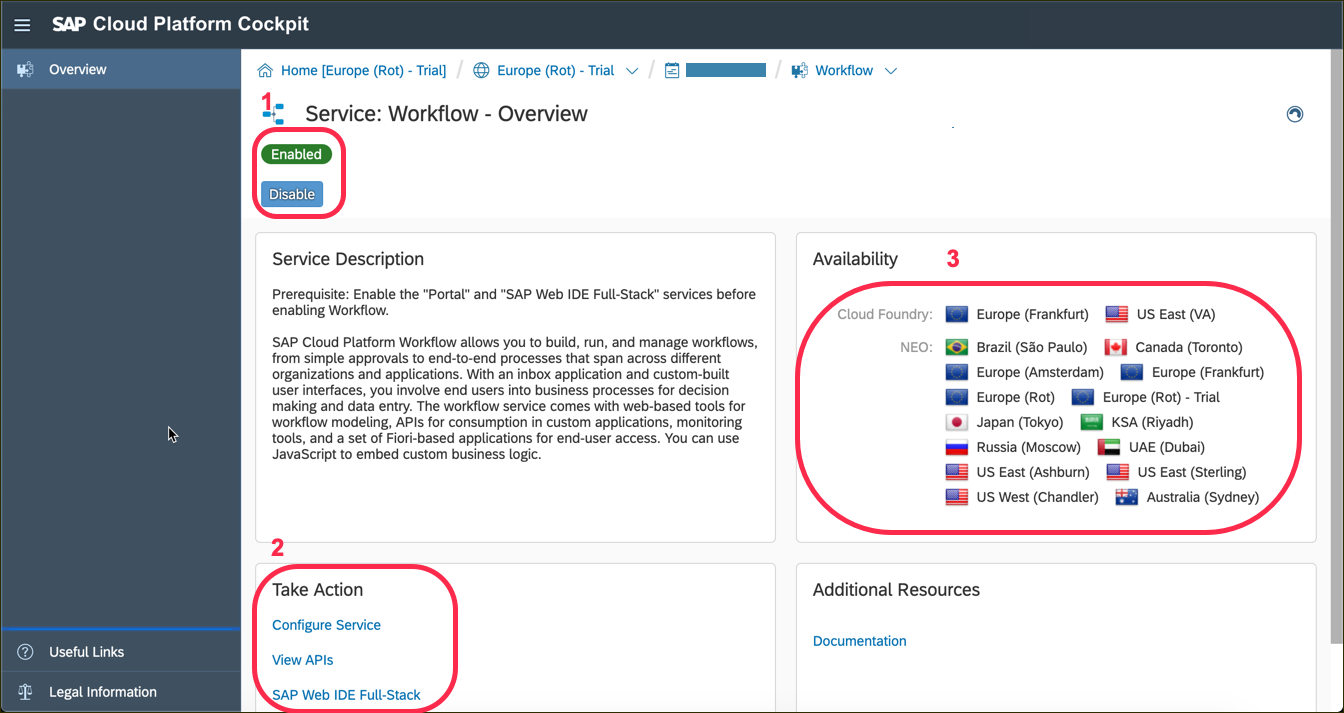 SAP Cloud Platform Cockpit
Overview
Home [Europe (Rot) - Trial] / Europe (Rot) - Trial / / Workflow
1
Service: Workflow - Overview
Enabled
Disable
Service Description
Prerequisite: Enable the "Portal" and "SAP Web IDE Full-Stack" services before
enabling Workflow.
SAP Cloud Platform Workflow allows you to build, run, and manage workflows,
from simple approvals to end-to-end processes that span across different
organizations and applications. With an inbox application and custom-built
user interfaces, you involve end users into business processes for decision
making and data entry. The workflow service comes with web-based tools for
workflow modeling, APIs for consumption in custom applications, monitoring
tools, and a set of Fiori-based applications for end-user access. You can use
JavaScript to embed custom business logic.
Availability
3
Cloud Foundry: Europe (Frankfurt) US East (VA)
NEO: Brazil (São Paulo) Canada (Toronto)
Europe (Amsterdam) Europe (Frankfurt)
Europe (Rot) Europe (Rot) - Trial
Japan (Tokyo) KSA (Riyadh)
Russia (Moscow) UAE (Dubai)
US East (Ashburn) US East (Sterling)
US West (Chandler) Australia (Sydney)
2
Take Action
Configure Service
View APIs
SAP Web IDE Full-Stack
Additional Resources
Documentation
Useful Links
Legal Information